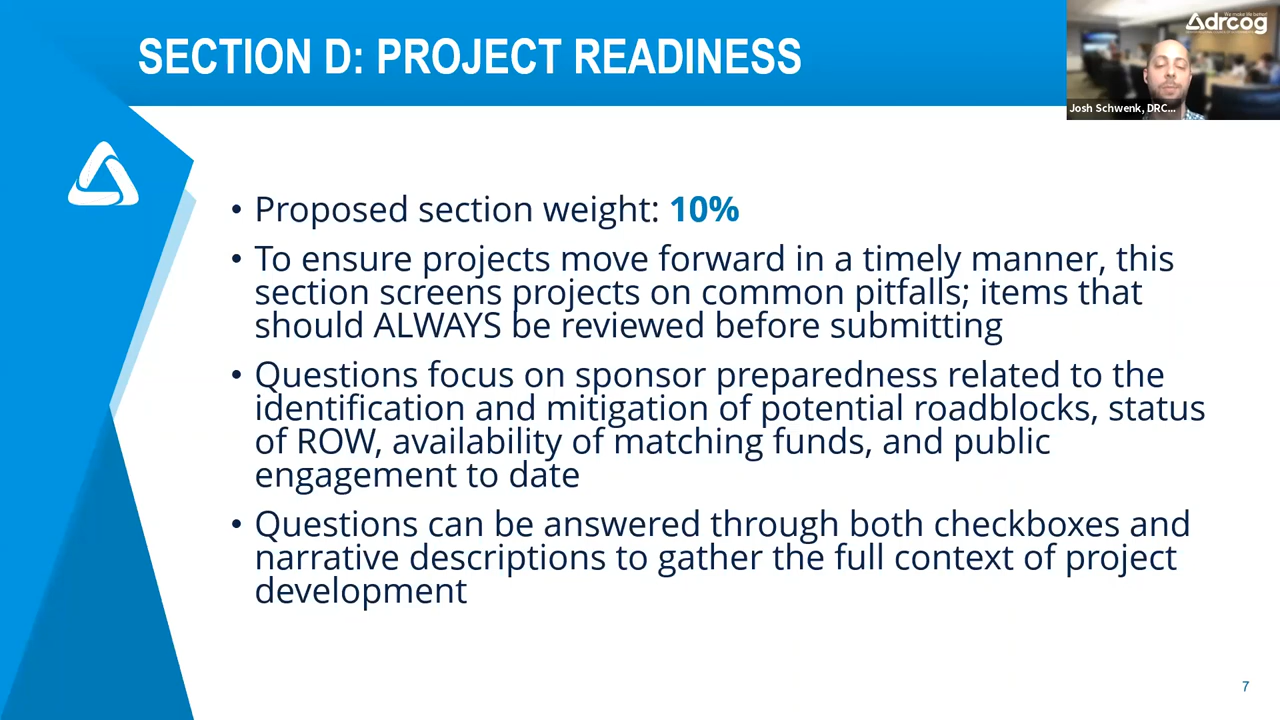 SECTION D: PROJECT READINESS
We make life better!
drcog
Josh Schwenk, DRC...
• Proposed section weight: 10%
• To ensure projects move forward in a timely manner, this
section screens projects on common pitfalls; items that
should ALWAYS be reviewed before submitting
• Questions focus on sponsor preparedness related to the
identification and mitigation of potential roadblocks, status
of ROW, availability of matching funds, and public
engagement to date
• Questions can be answered through both checkboxes and
narrative descriptions to gather the full context of project
development
7